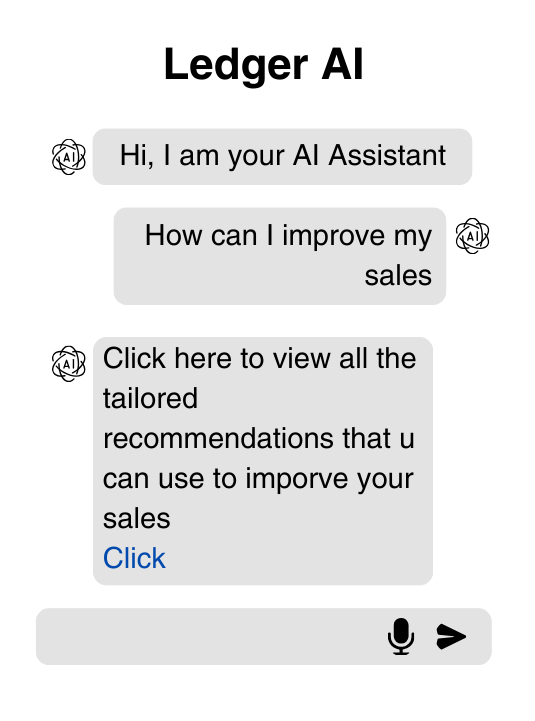 Ledger AI
AI
Hi, I am your AI Assistant
How can I improve my
AI
sales
AI
Click here to view all the
tailored
recommendations that u
can use to imporve your
sales
Click